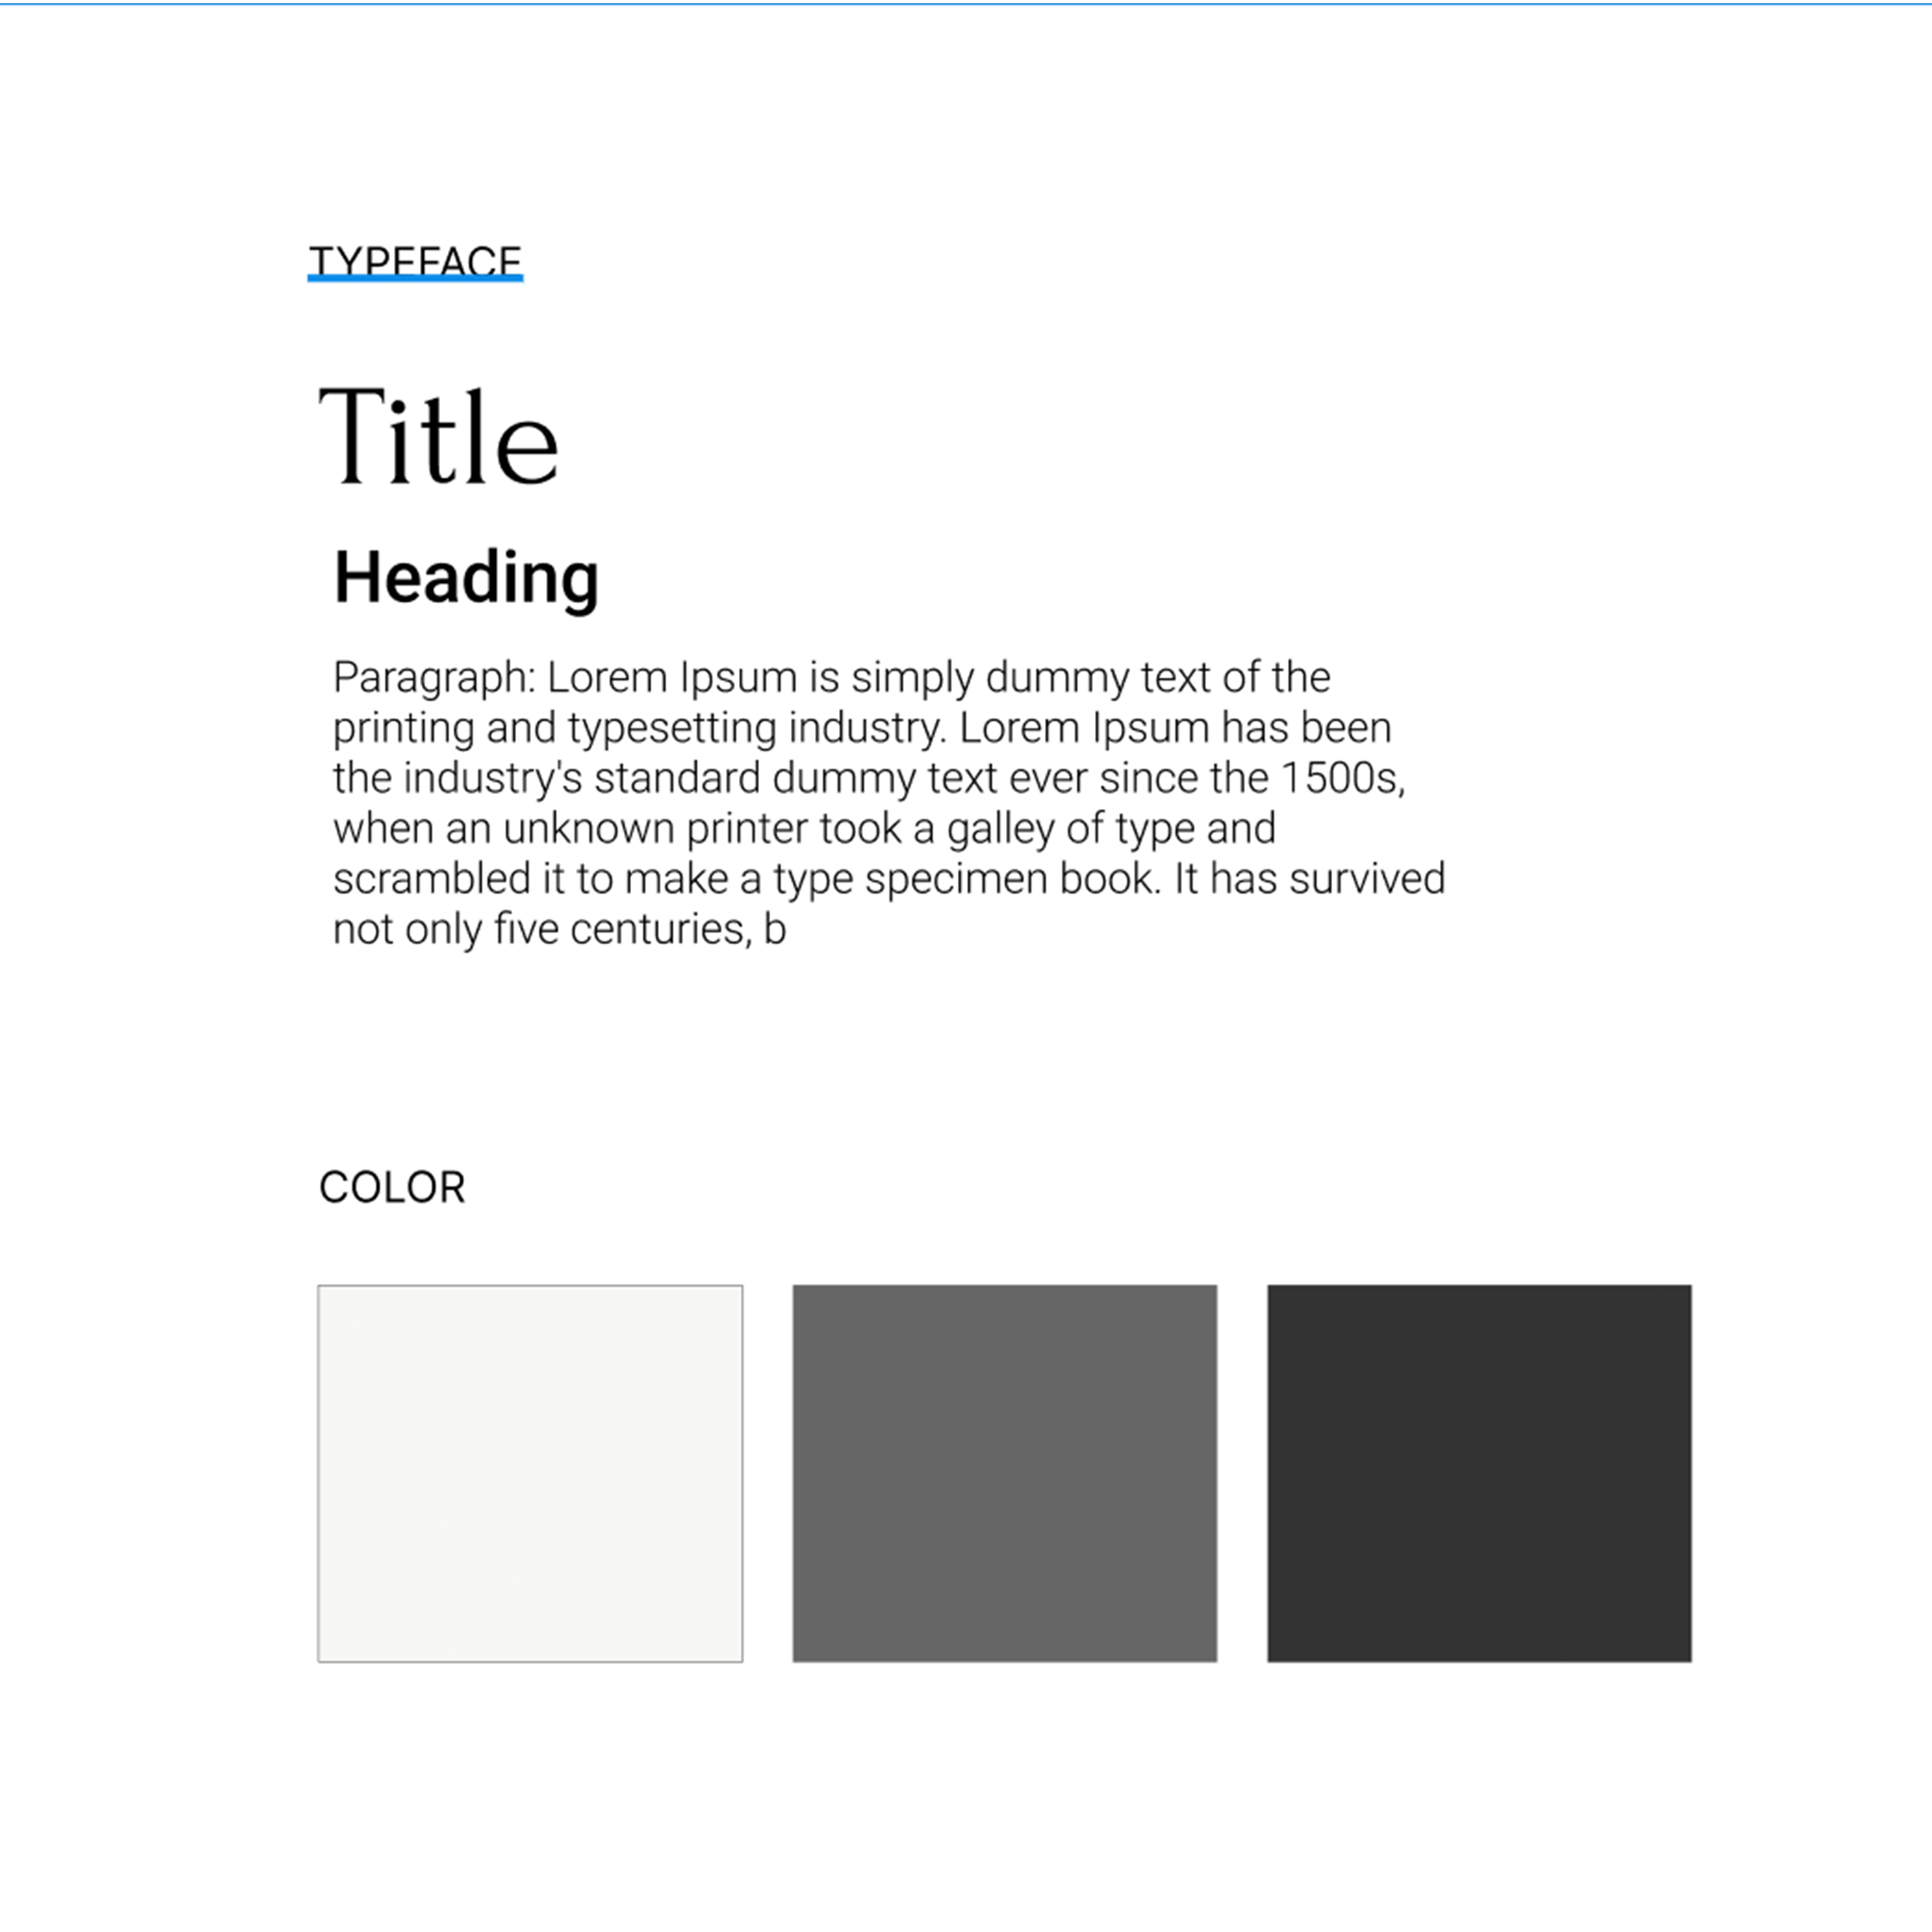 TYPEFACE
Title
Heading
Paragraph: Lorem Ipsum is simply dummy text of the
printing and typesetting industry. Lorem Ipsum has been
the industry's standard dummy text ever since the 1500s,
when an unknown printer took a galley of type and
scrambled it to make a type specimen book. It has survived
not only five centuries, b
COLOR